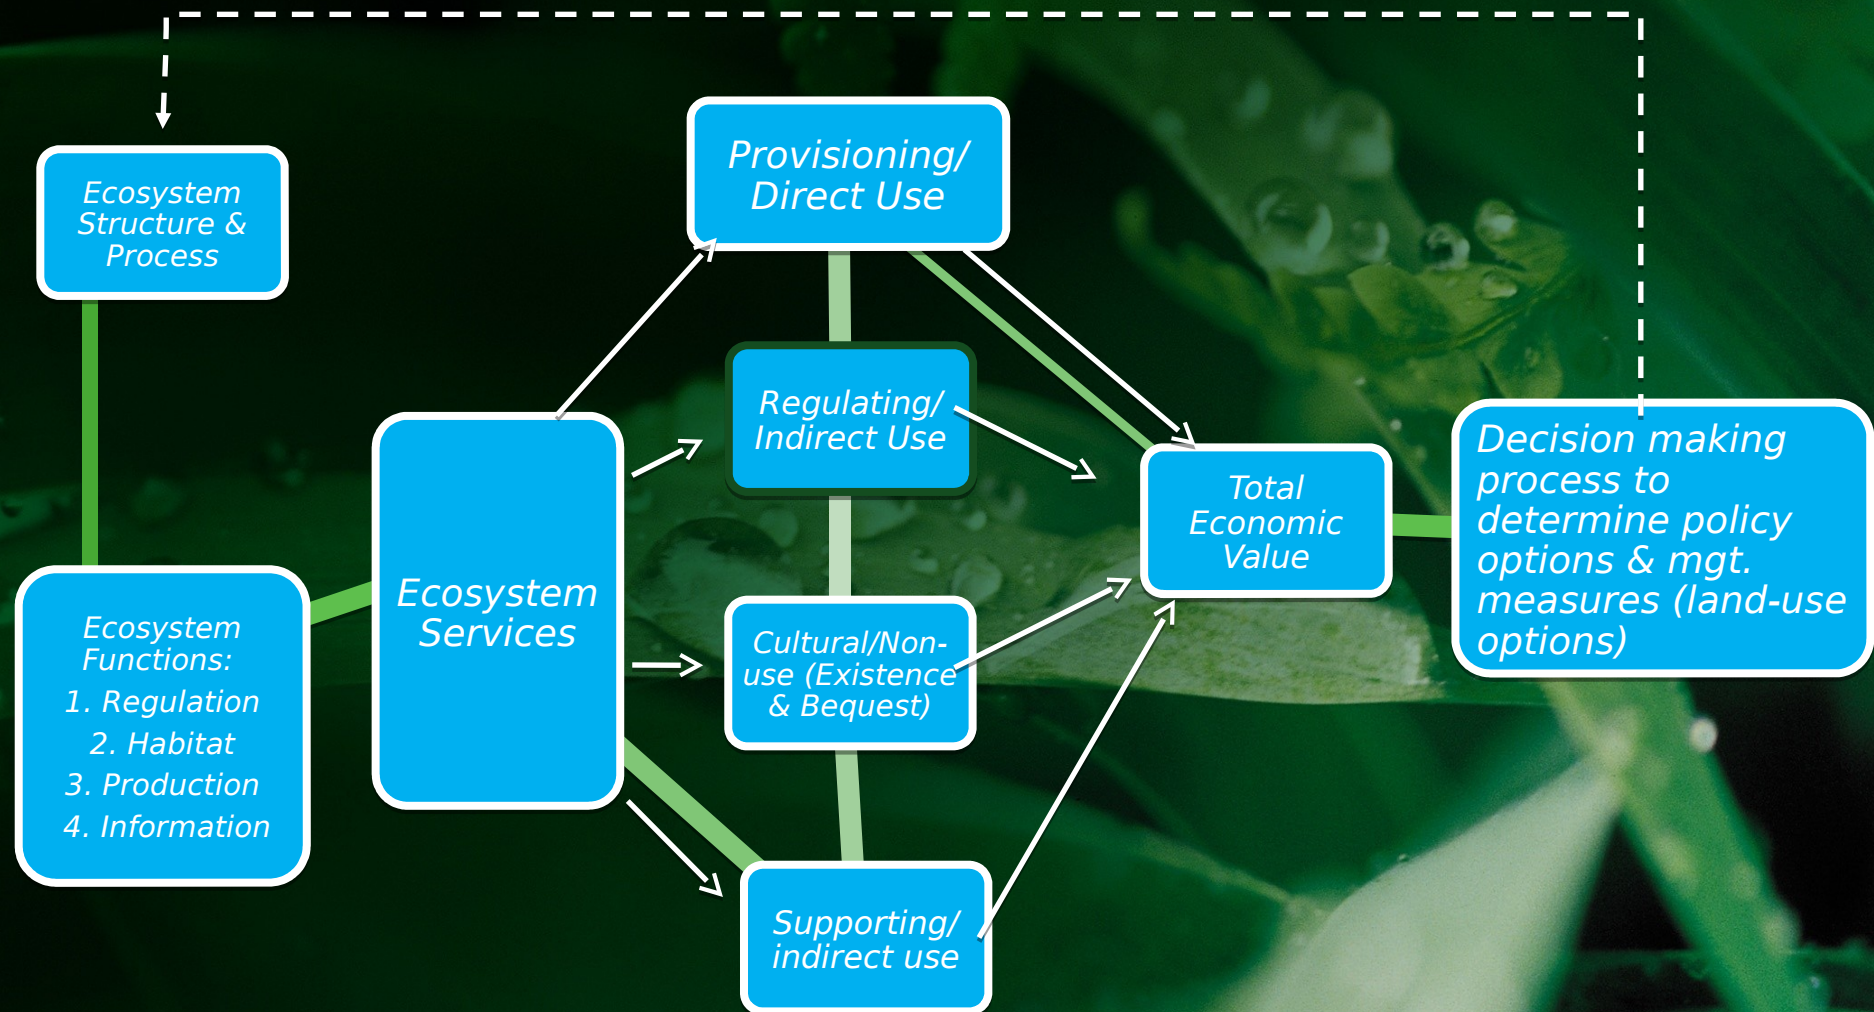 Provisioning/
Direct Use
Ecosystem
Structure &
Process
Regulating/
Indirect Use
Ecosystem
Services
Total
Economic
Value
Decision making
process to
determine policy
options & mgt.
measures (land-use
options)
Ecosystem
Functions:
1. Regulation
2. Habitat
3. Production
4. Information
Cultural/Non-
use (Existence
& Bequest)
Supporting/
indirect use